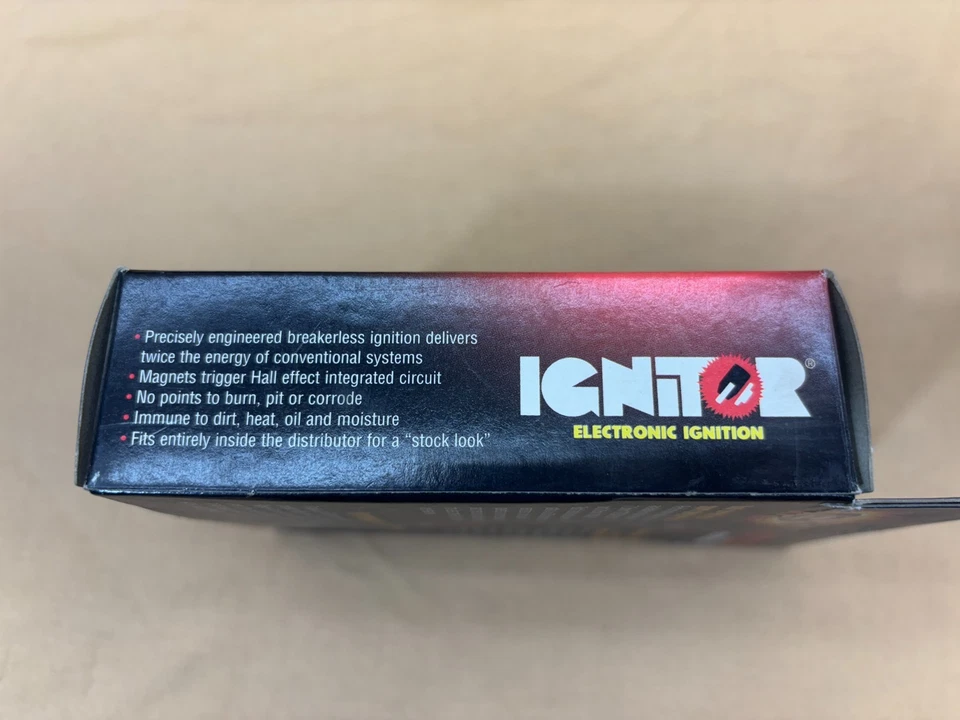 • Precisely engineered breakerless ignition delivers
twice the energy of conventional systems
• Magnets trigger Hall effect integrated circuit
• No points to burn, pit or corrode
• Immune to dirt, heat, oil and moisture
• Fits entirely inside the distributor for a “stock look”
IGNiTOR®
ELECTRONIC IGNITION